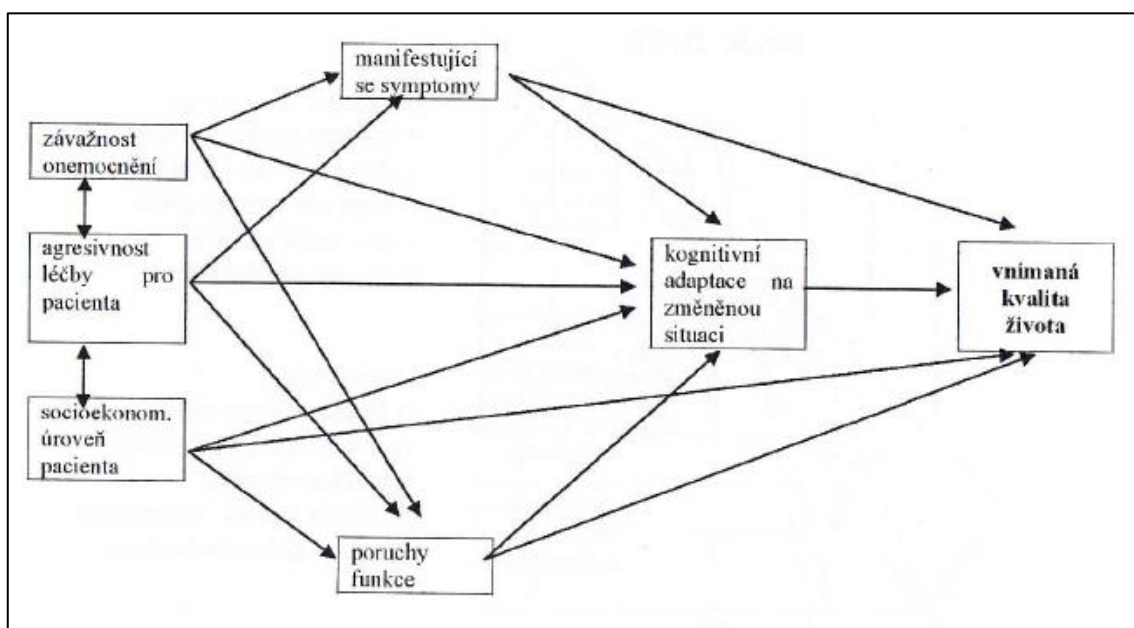 manifestující
se symptomy
závažnost
onemocnění
agresivnost
léčby pro
pacienta
kognitivní
adaptace na
změněnou
situaci
vnímaná
kvalita
života
socioekonom.
úroveň
pacienta
poruchy
funkce